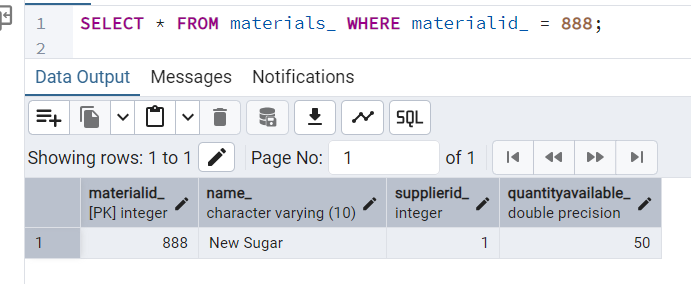 1 SELECT * FROM materials_ WHERE materialid_ = 888;
2
Data Output Messages Notifications
SQL
Showing rows: 1 to 1 Page No: 1 of 1
materialid_ name_ supplierid_ quantityavailable_
[PK] integer character varying (10) integer double precision
1 888 New Sugar 1 50